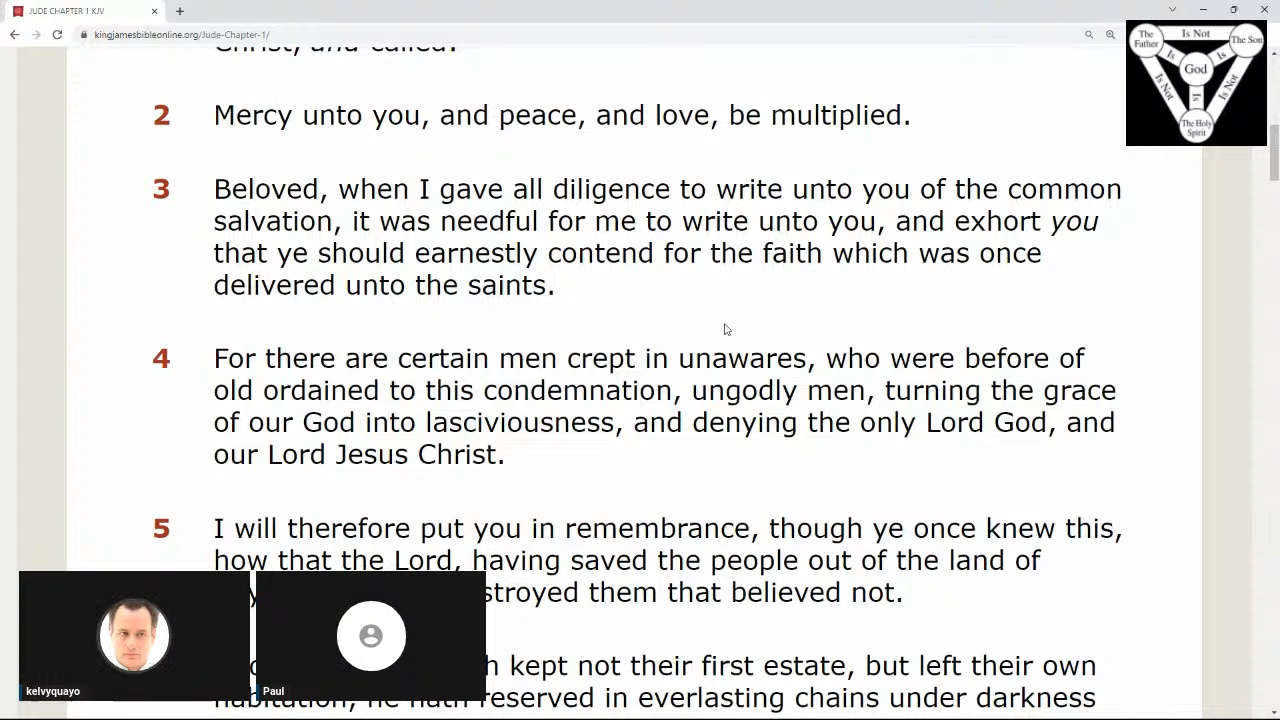 JUDE CHAPTER 1 KJV
kingjamesbibleonline.org/Jude-Chapter-1/
Christ, and called:
The Father
Is Not
The Son
Is
Is
God
Is Not
Is
Is Not
The Holy Spirit
2 Mercy unto you, and peace, and love, be multiplied.
3 Beloved, when I gave all diligence to write unto you of the common
salvation, it was needful for me to write unto you, and exhort you
that ye should earnestly contend for the faith which was once
delivered unto the saints.
4 For there are certain men crept in unawares, who were before of
old ordained to this condemnation, ungodly men, turning the grace
of our God into lasciviousness, and denying the only Lord God, and
our Lord Jesus Christ.
5 I will therefore put you in remembrance, though ye once knew this,
how that the Lord, having saved the people out of the land of
them that believed not.
kept not their first estate, but left their own
habitation, he hath reserved in everlasting chains under darkness
kelvyquayo
Paul